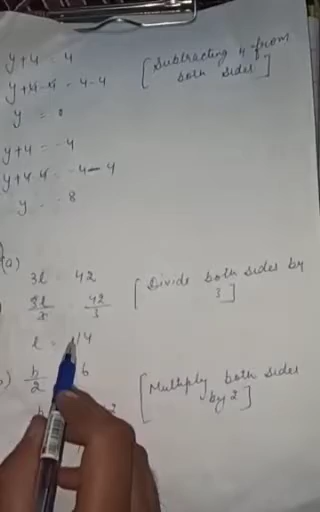 y + 4 = 4 [Subtracting 4 from
y + 4 - 4 = 4 - 4 both sides]
y = 0
y + 4 = -4
y + 4 - 4 = -4 - 4
y = -8
(a)
3l = 42
3l/3 = 42/3 [Divide both sides by 3]
l = 14
) b/2 = 6 [Multiply both sides
by 2]
b 2